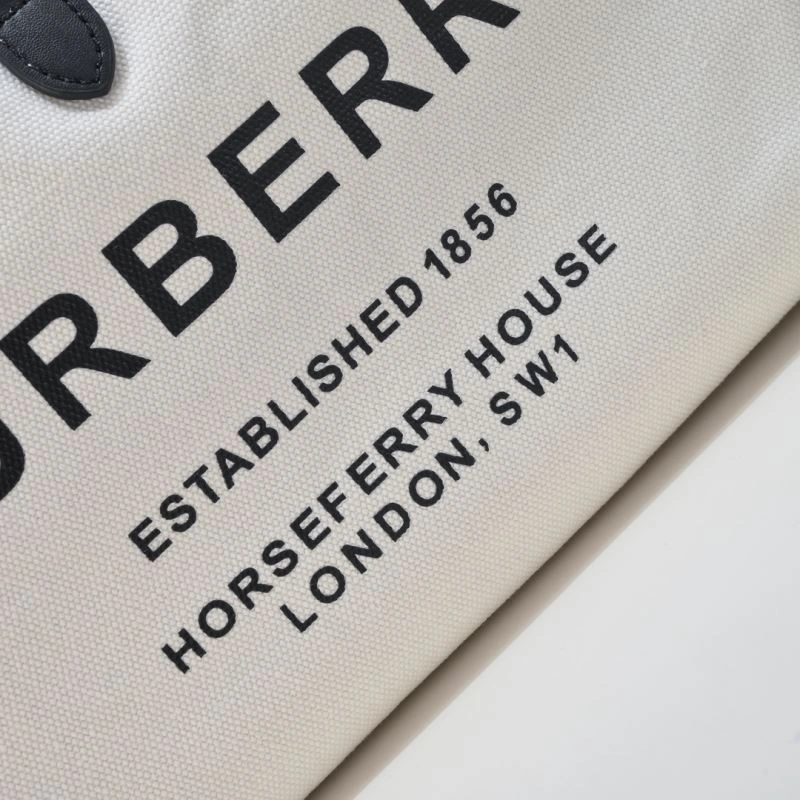 URBERR
ESTABLISHED 1856
HORSEFERRY HOUSE
LONDON, SW1